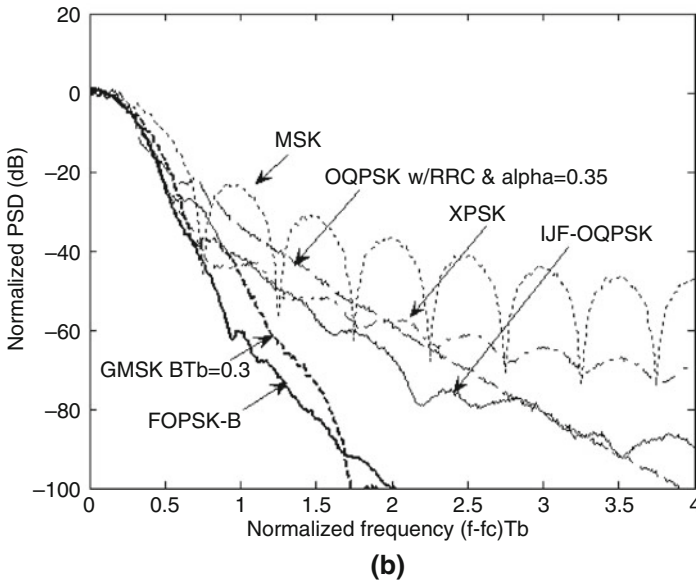 0
MSK
−20
OQPSK w/RRC & alpha=0.35
XPSK
IJF-OQPSK
−40
Normalized PSD (dB)
−60
GMSK BTb=0.3
FOPSK-B
−80
−100
0 0.5 1 1.5 2 2.5 3 3.5 4
Normalized frequency (f-fc)Tb
(b)